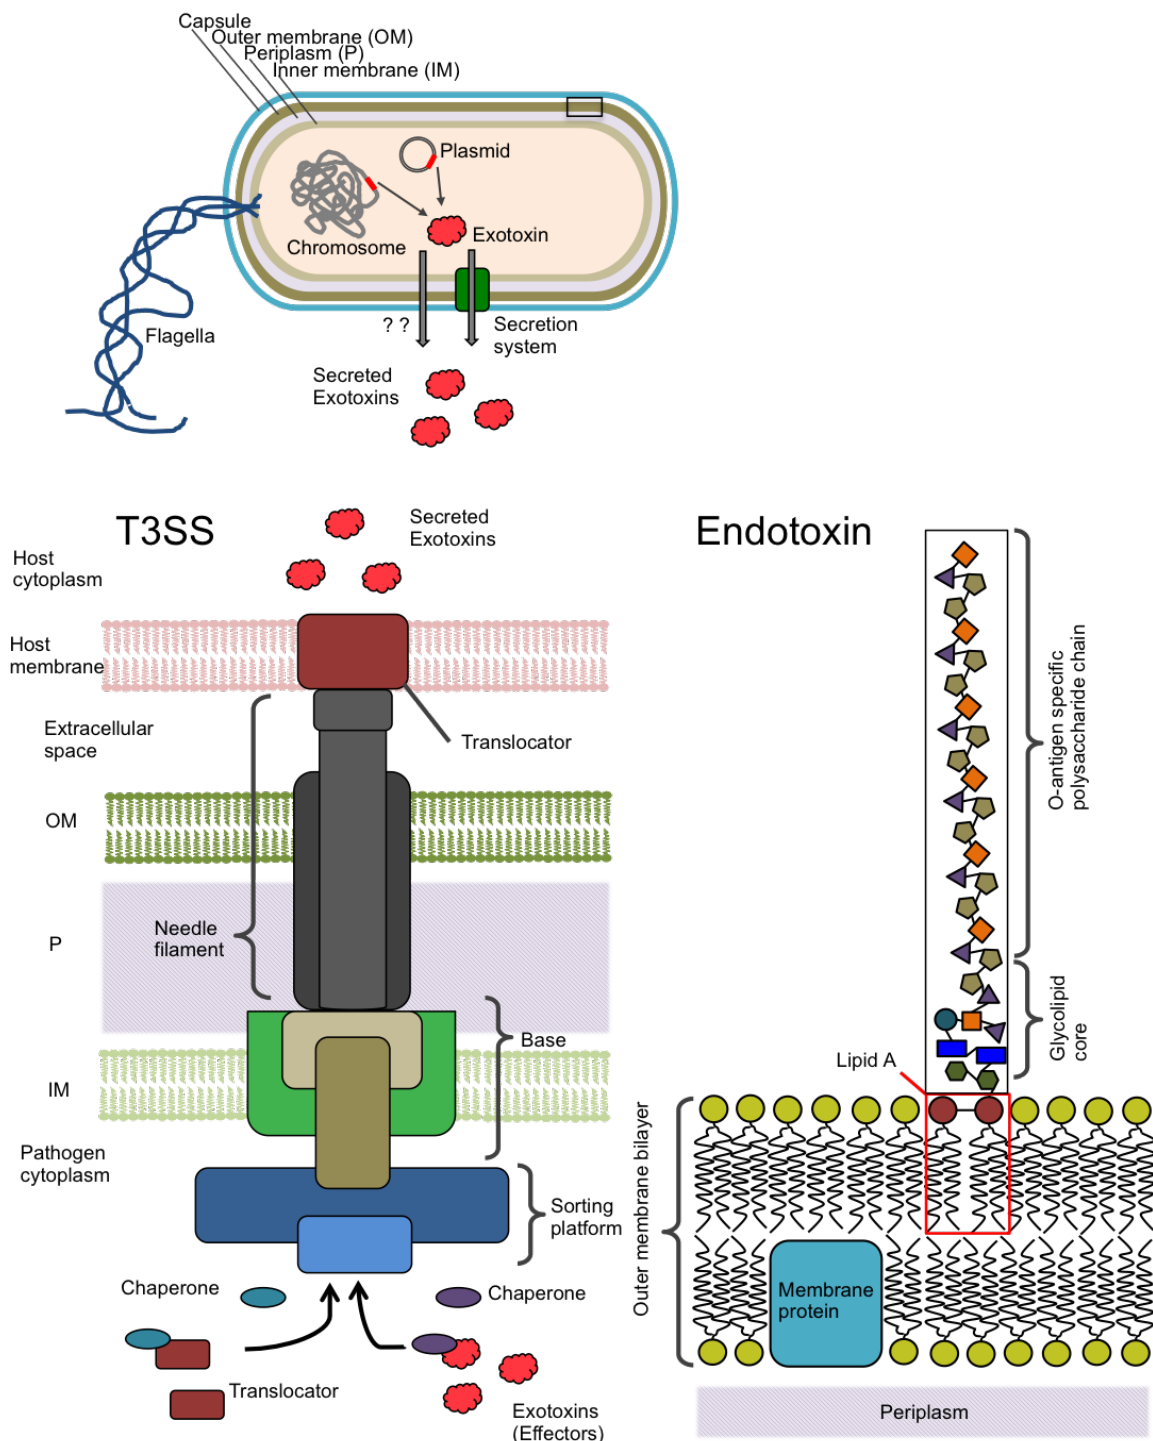 Capsule
Outer membrane (OM)
Periplasm (P)
Inner membrane (IM)
Plasmid
Chromosome
Exotoxin
Flagella
? ?
Secretion
system
Secreted
Exotoxins
T3SS
Secreted
Exotoxins
Host
cytoplasm
Host
membrane
Extracellular
space
Translocator
OM
Needle
filament
P
Base
IM
Pathogen
cytoplasm
Sorting
platform
Chaperone
Chaperone
Translocator
Exotoxins
(Effectors)
Endotoxin
O-antigen specific
polysaccharide chain
Glycolipid
core
Lipid A
Outer membrane bilayer
Membrane
protein
Periplasm